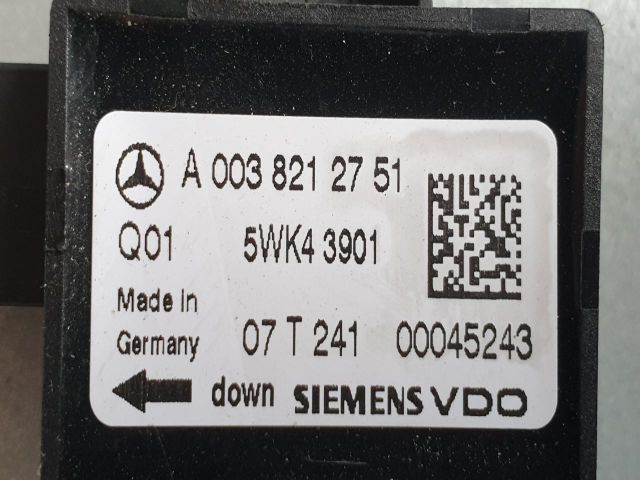 A 003 821 27 51
Q01 5WK4 3901
Made in
Germany 07 T 241 00045243
down SIEMENS VDO